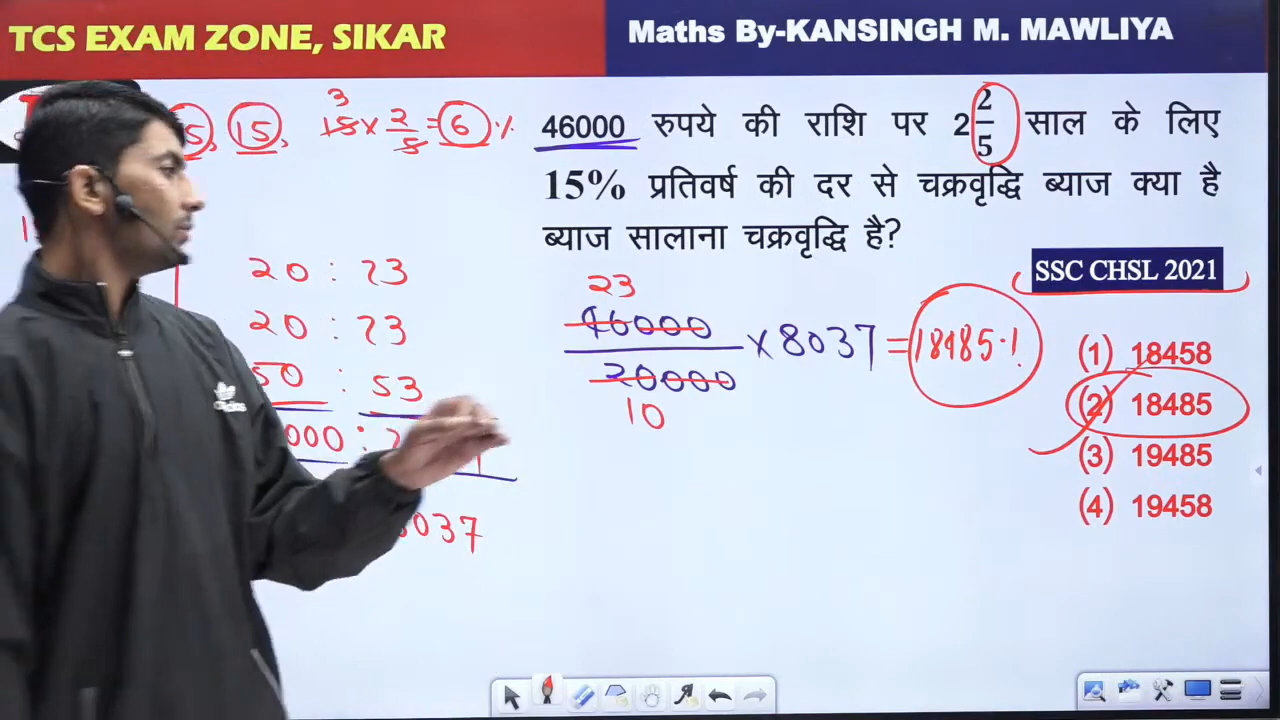 TCS EXAM ZONE, SIKAR
Maths By-KANSINGH M. MAWLIYA
15, 3 15 × 2/5 = 6 %
46000 रुपये की राशि पर 2 2/5 साल के लिए
15% प्रतिवर्ष की दर से चक्रवृद्धि ब्याज क्या है
ब्याज सालाना चक्रवृद्धि है?
SSC CHSL 2021
20 : 23
20 : 23
50 : 53
8037
23
46000
20000
10
× 8037 = 18485.1
(1) 18458
(2) 18485
(3) 19485
(4) 19458